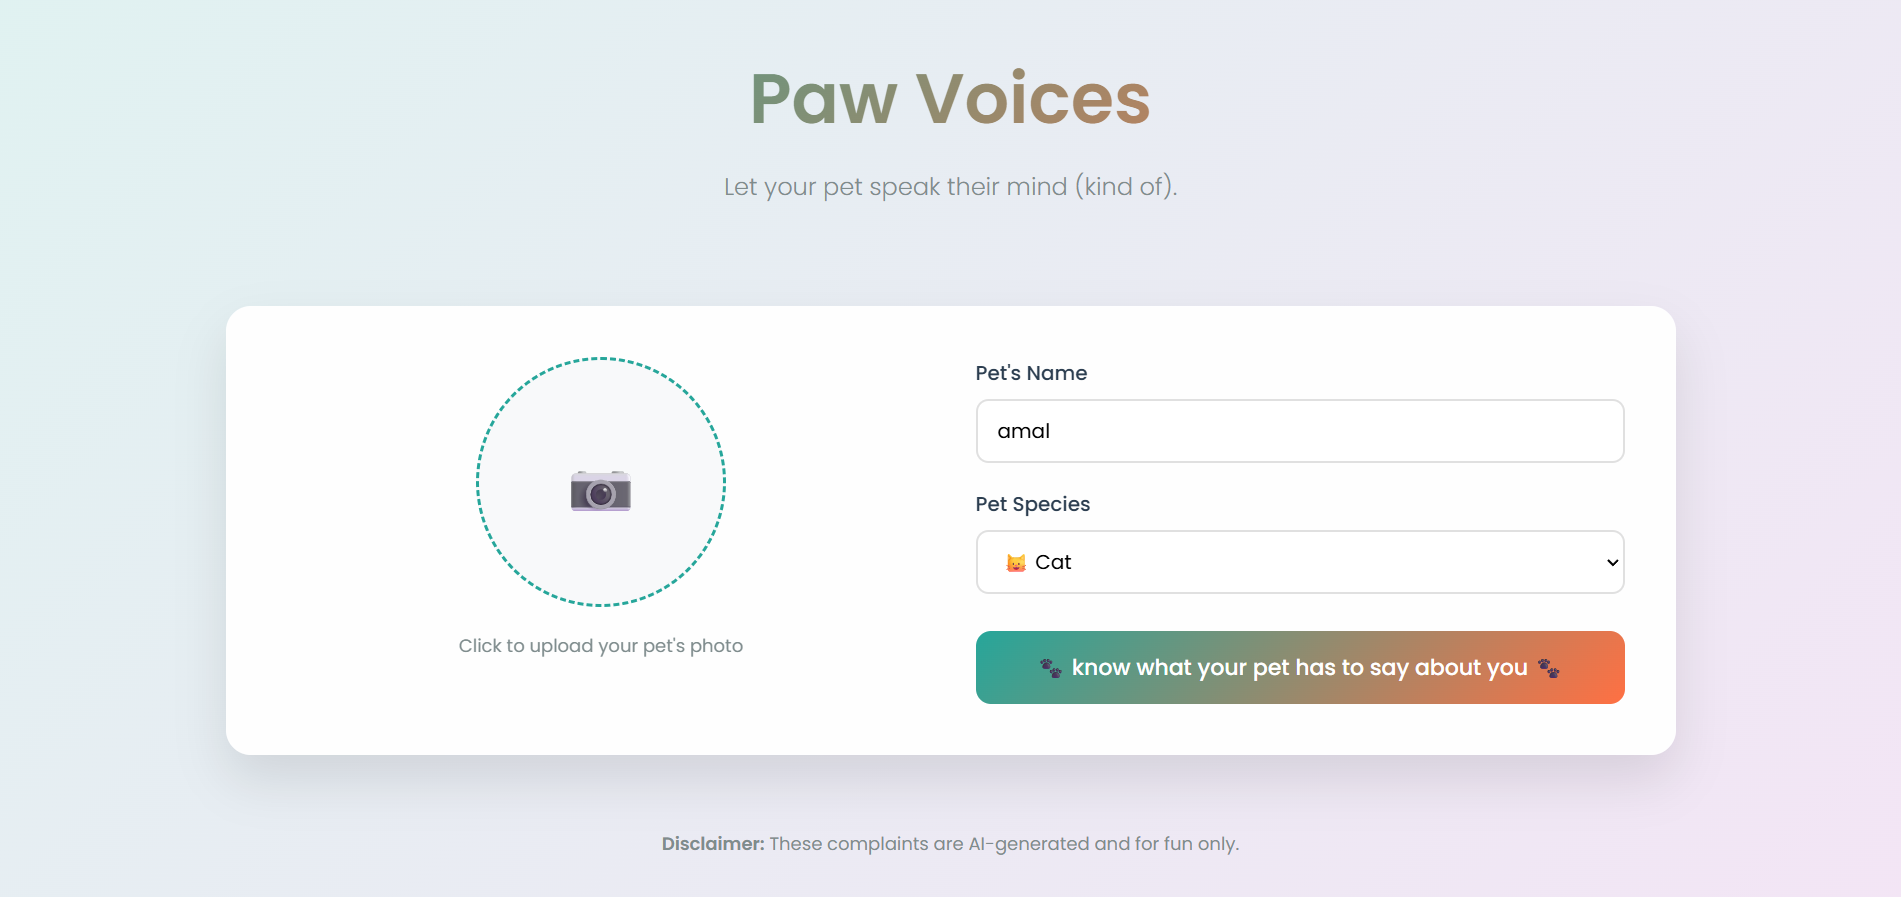 Paw Voices
Let your pet speak their mind (kind of).
Click to upload your pet's photo
Pet's Name
amal
Pet Species
Cat
know what your pet has to say about you
Disclaimer: These complaints are AI-generated and for fun only.